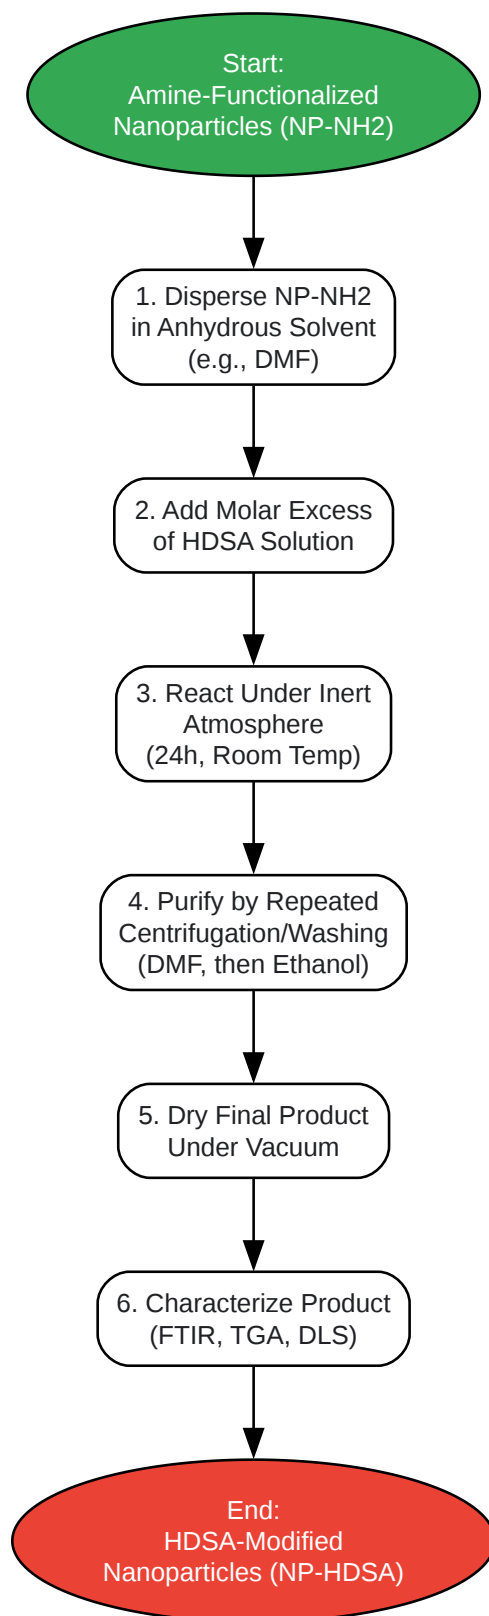 Start:
Amine-Functionalized
Nanoparticles (NP-NH2)
1. Disperse NP-NH2
in Anhydrous Solvent
(e.g., DMF)
2. Add Molar Excess
of HDSA Solution
3. React Under Inert
Atmosphere
(24h, Room Temp)
4. Purify by Repeated
Centrifugation/Washing
(DMF, then Ethanol)
5. Dry Final Product
Under Vacuum
6. Characterize Product
(FTIR, TGA, DLS)
End:
HDSA-Modified
Nanoparticles (NP-HDSA)